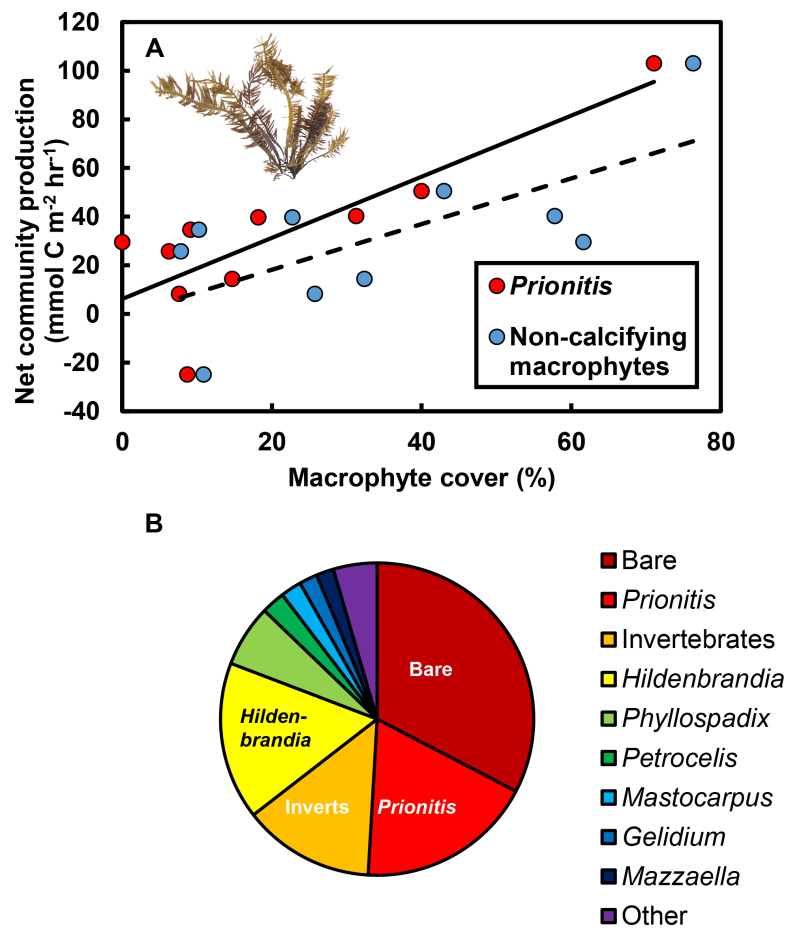 A
Net community production
(mmol C m-2 hr-1)
120
100
80
60
40
20
0
-20
-40
0
20
40
60
80
Macrophyte cover (%)
Prionitis
Non-calcifying
macrophytes
B
Bare
Prionitis
Inverts
Hilden-
brandia
Bare
Prionitis
Invertebrates
Hildenbrandia
Phyllospadix
Petrocelis
Mastocarpus
Gelidium
Mazzaella
Other